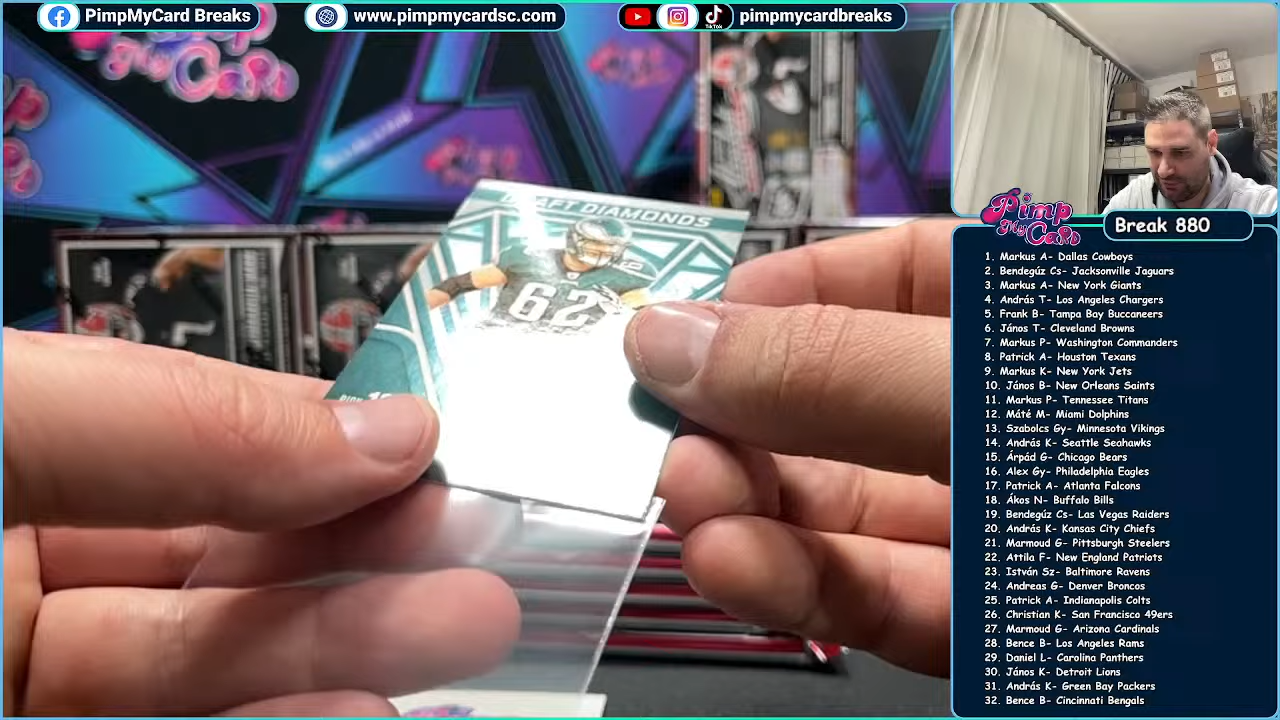 PimpMyCard Breaks
www.pimpmycardsc.com
TikTok
pimpmycardbreaks
Pimp
My
Card
DRAFT DIAMONDS
62
Pimp
My
Card
Break 880
1. Markus A- Dallas Cowboys
2. Bendegúz Cs- Jacksonville Jaguars
3. Markus A- New York Giants
4. András T- Los Angeles Chargers
5. Frank B- Tampa Bay Buccaneers
6. János T- Cleveland Browns
7. Markus P- Washington Commanders
8. Patrick A- Houston Texans
9. Markus K- New York Jets
10. János B- New Orleans Saints
11. Markus P- Tennessee Titans
12. Máté M- Miami Dolphins
13. Szabolcs Gy- Minnesota Vikings
14. András K- Seattle Seahawks
15. Árpád G- Chicago Bears
16. Alex Gy- Philadelphia Eagles
17. Patrick A- Atlanta Falcons
18. Ákos N- Buffalo Bills
19. Bendegúz Cs- Las Vegas Raiders
20. András K- Kansas City Chiefs
21. Marmoud G- Pittsburgh Steelers
22. Attila F- New England Patriots
23. István Sz- Baltimore Ravens
24. Andreas G- Denver Broncos
25. Patrick A- Indianapolis Colts
26. Christian K- San Francisco 49ers
27. Marmoud G- Arizona Cardinals
28. Bence B- Los Angeles Rams
29. Daniel L- Carolina Panthers
30. János K- Detroit Lions
31. András K- Green Bay Packers
32. Bence B- Cincinnati Bengals